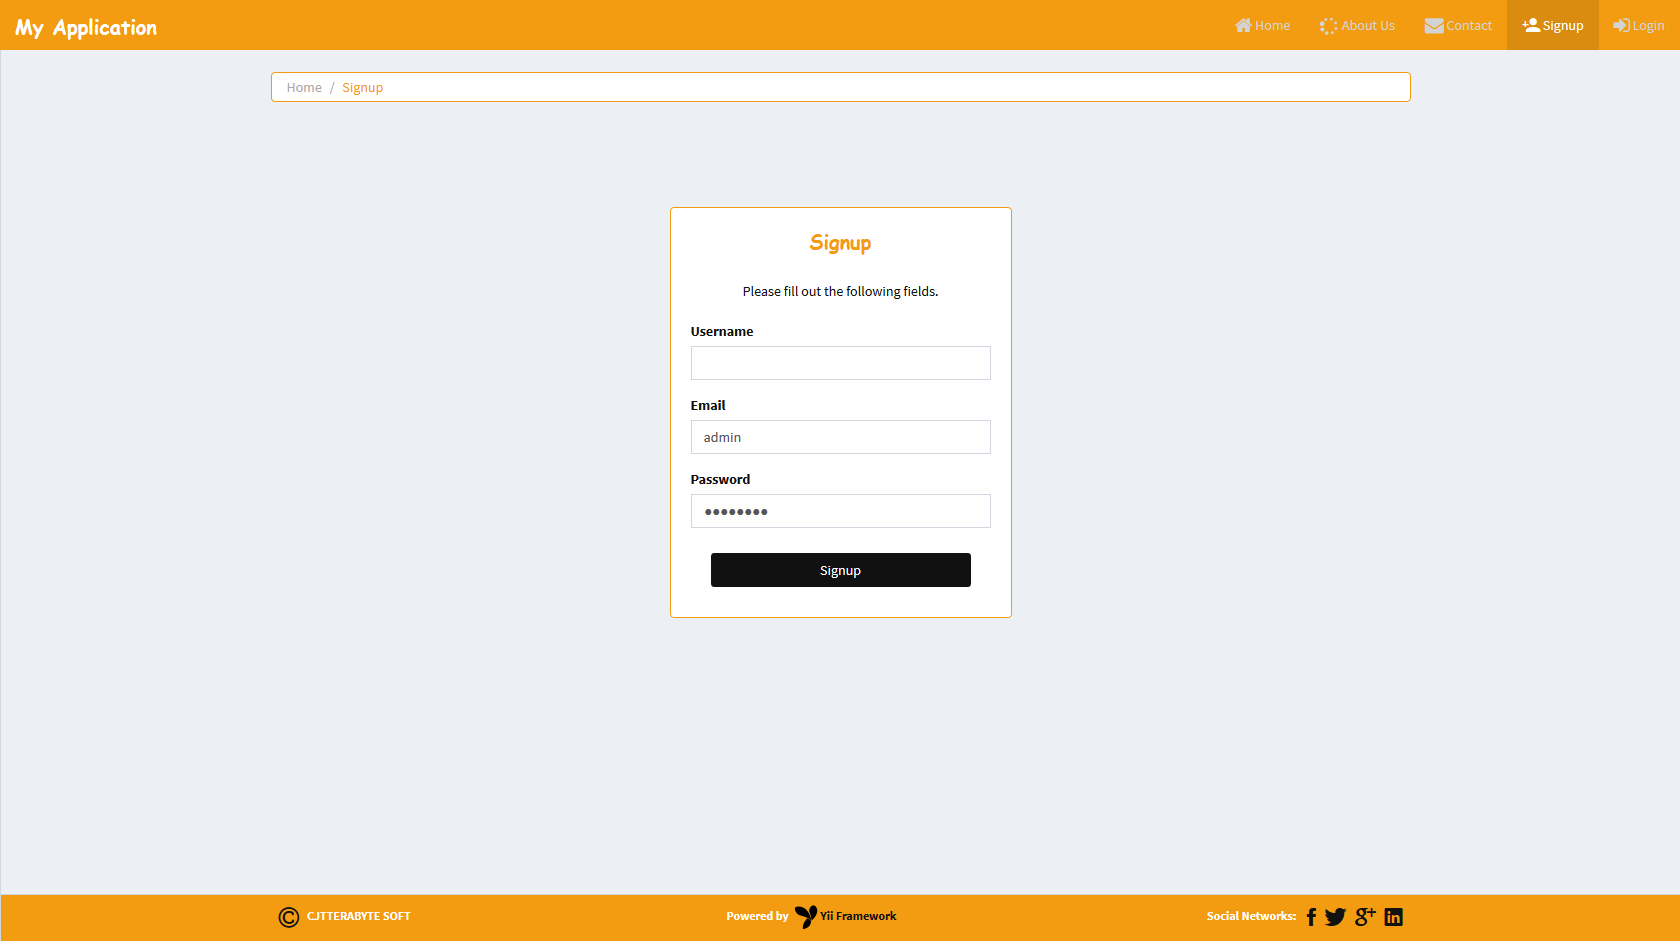 My Application
Home About Us Contact Signup Login
Home / Signup
Signup
Please fill out the following fields.
Username
Email
admin
Password
••••••••
Signup
© CJTTERABYTE SOFT Powered by Yii Framework Social Networks: f g+ in